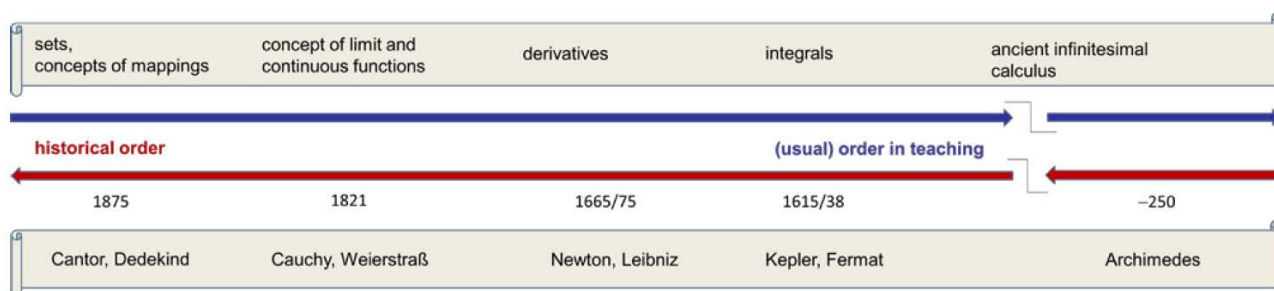 sets,
concepts of mappings
concept of limit and
continuous functions
derivatives
integrals
ancient infinitesimal
calculus
historical order
(usual) order in teaching
1875
1821
1665/75
1615/38
−250
Cantor, Dedekind
Cauchy, Weierstraß
Newton, Leibniz
Kepler, Fermat
Archimedes